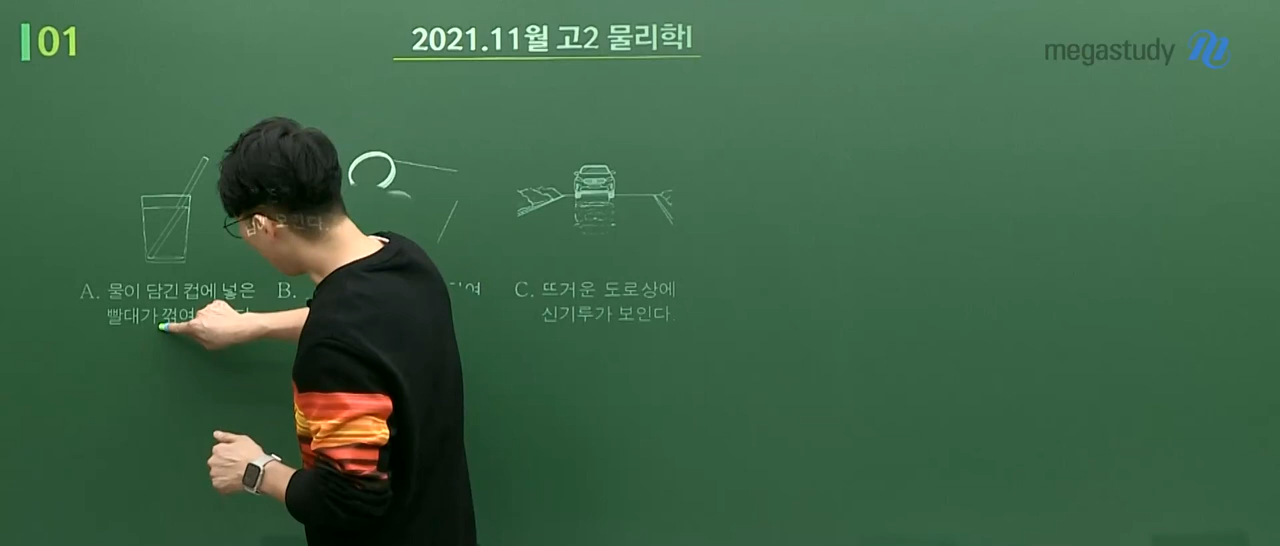 01
2021.11월 고2 물리학I
megastudy
A. 물이 담긴 컵에 넣은
빨대가 꺾여
B.
C. 뜨거운 도로상에
신기루가 보인다.